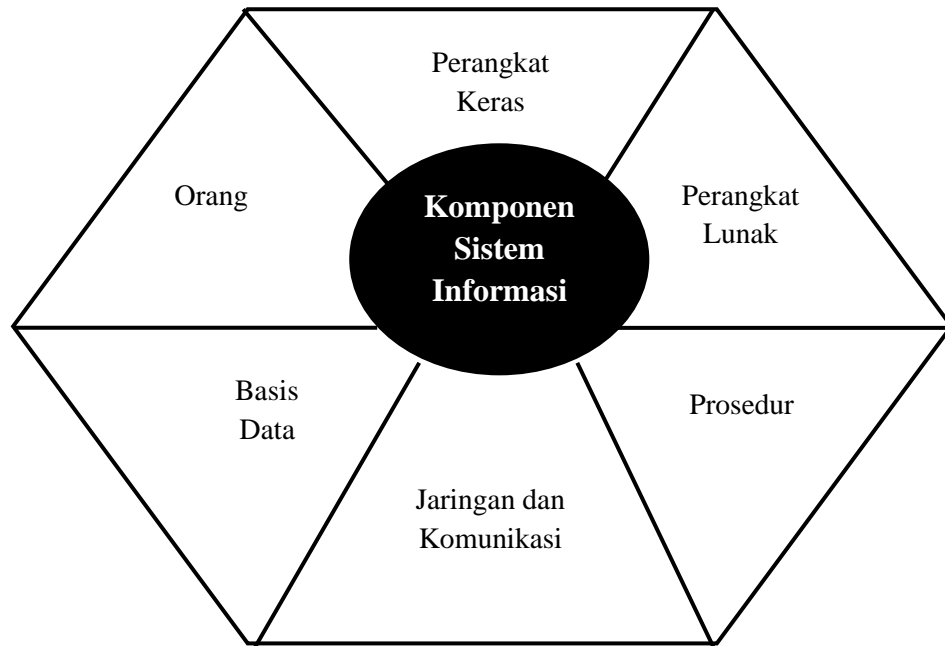 Perangkat
Keras
Orang
Komponen
Sistem
Informasi
Perangkat
Lunak
Basis
Data
Prosedur
Jaringan dan
Komunikasi